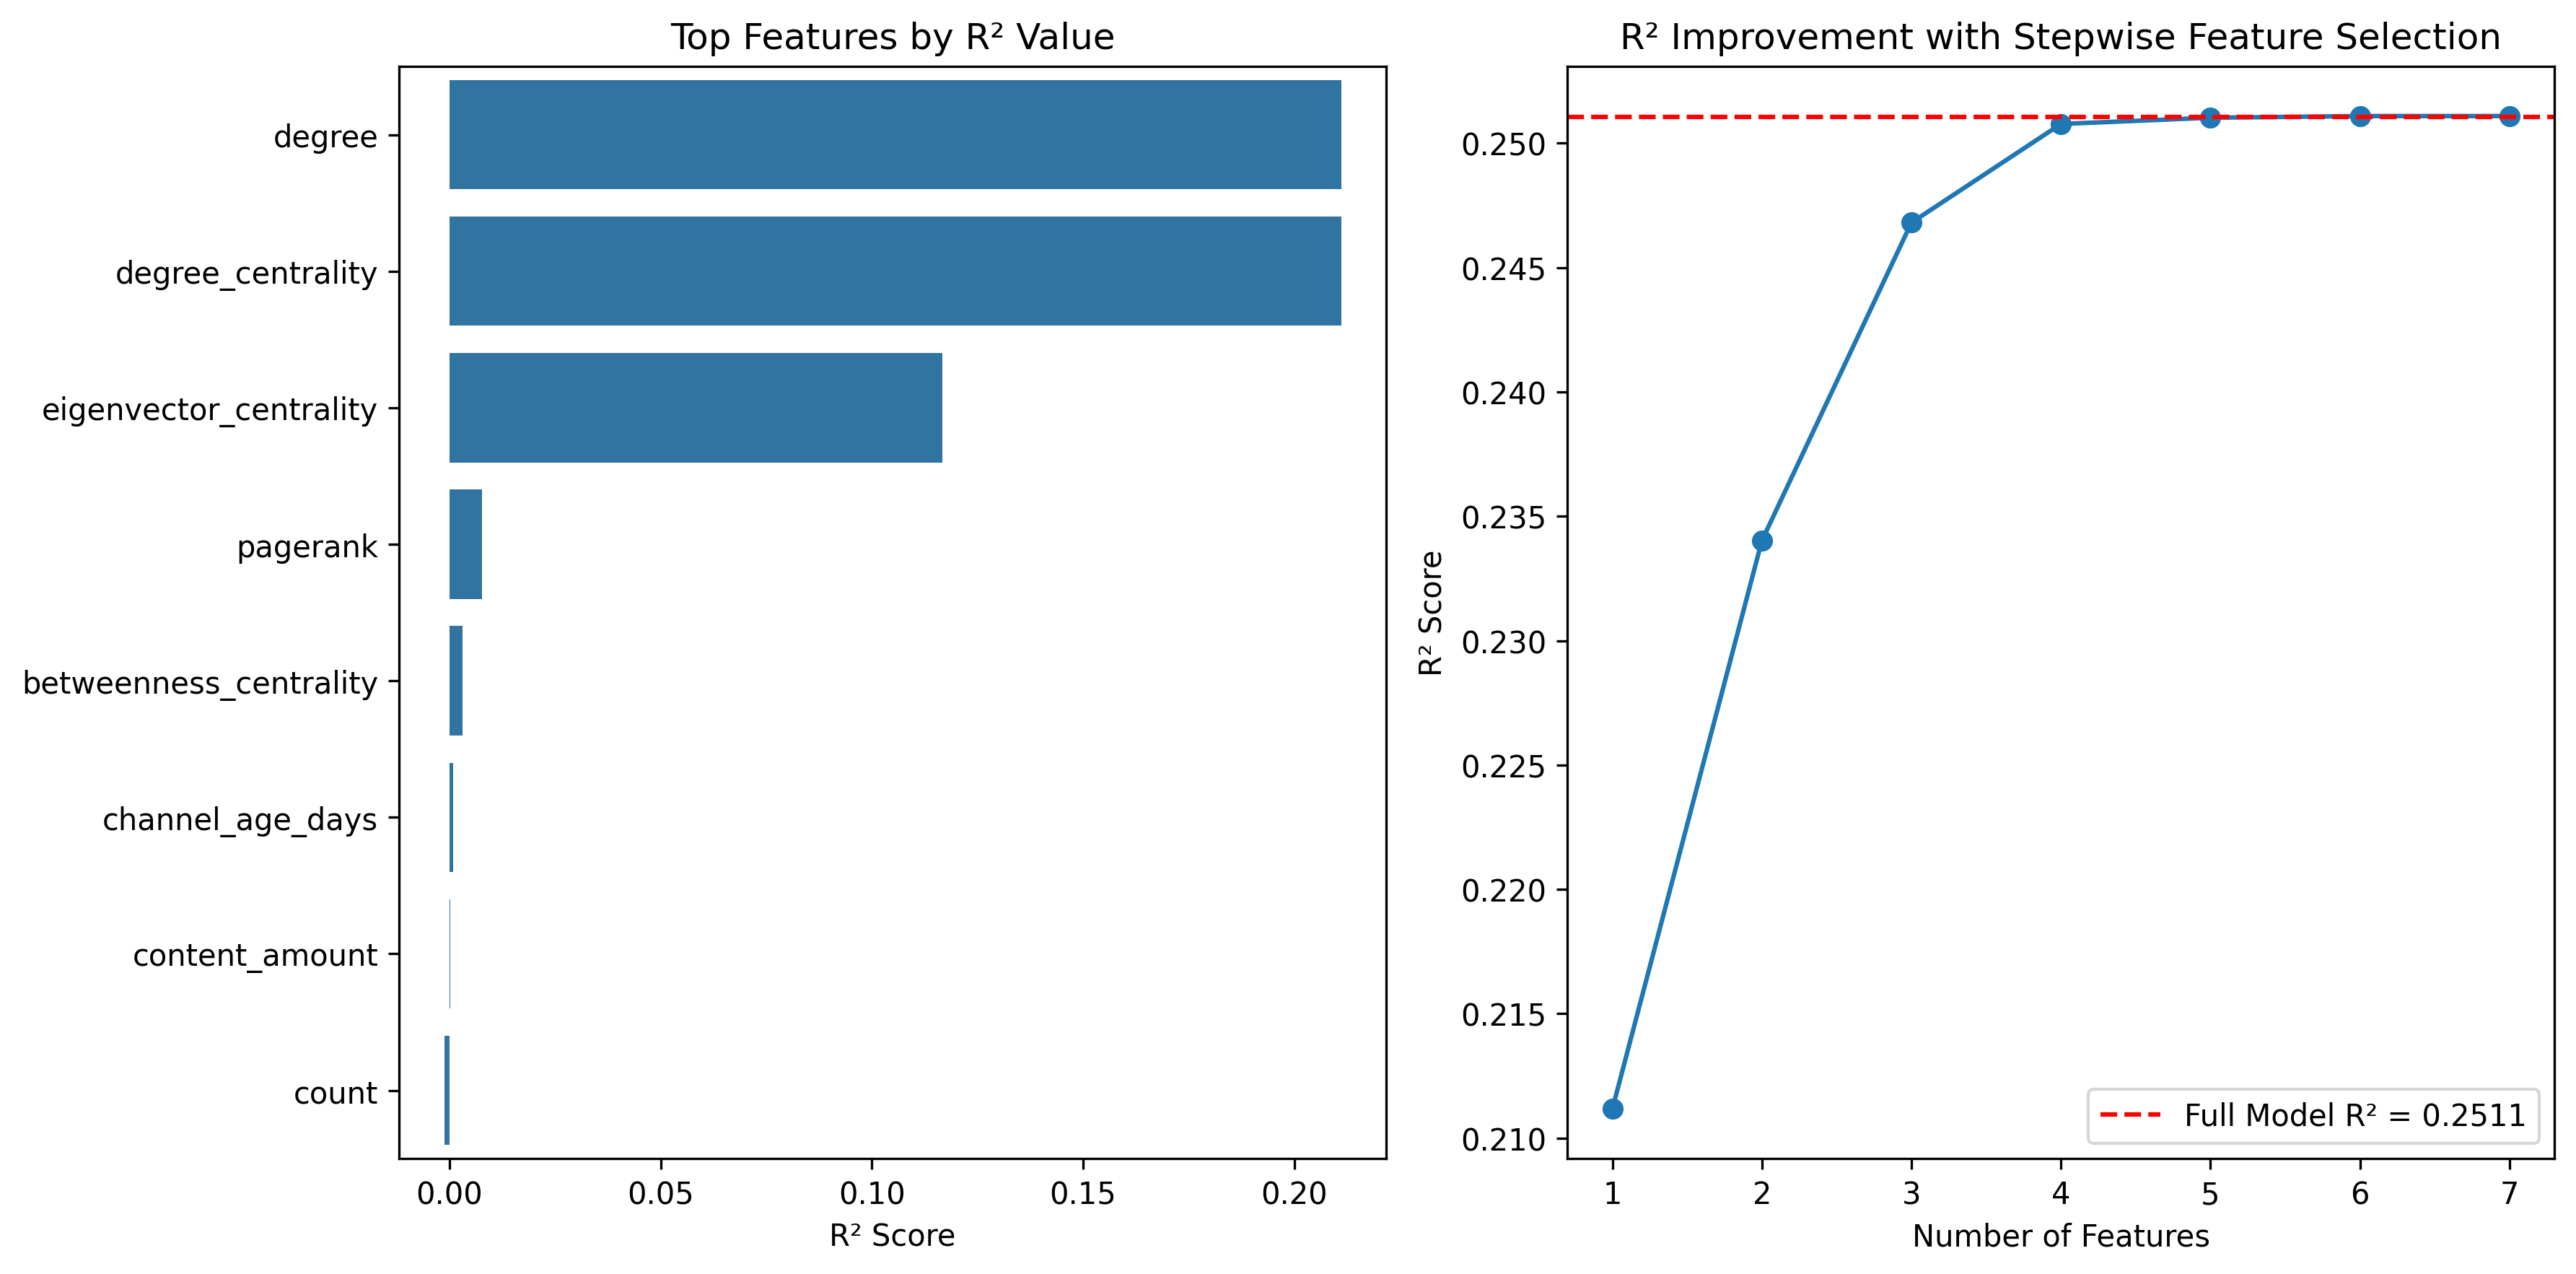 Top Features by R² Value
degree
degree_centrality
eigenvector_centrality
pagerank
betweenness_centrality
channel_age_days
content_amount
count
0.00 0.05 0.10 0.15 0.20
R² Score
R² Improvement with Stepwise Feature Selection
R² Score
0.250
0.245
0.240
0.235
0.230
0.225
0.220
0.215
0.210
Full Model R² = 0.2511
1 2 3 4 5 6 7
Number of Features